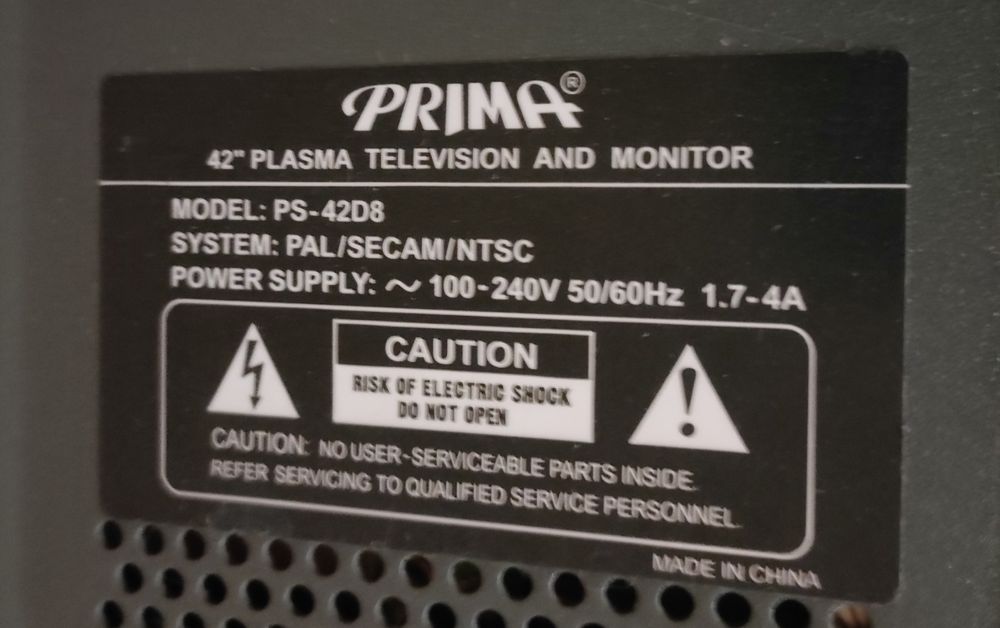 PRIMA®
42" PLASMA TELEVISION AND MONITOR
MODEL: PS-42D8
SYSTEM: PAL/SECAM/NTSC
POWER SUPPLY: ~ 100-240V 50/60Hz 1.7-4A
CAUTION
RISK OF ELECTRIC SHOCK
DO NOT OPEN
CAUTION: NO USER-SERVICEABLE PARTS INSIDE.
REFER SERVICING TO QUALIFIED SERVICE PERSONNEL.
MADE IN CHINA